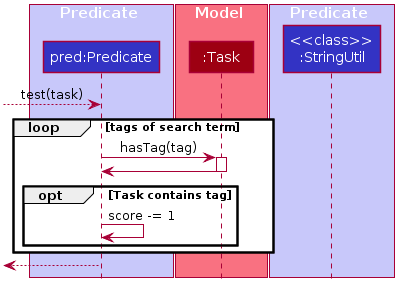 Predicate
Model
Predicate
pred:Predicate
:Task
<<class>>
:StringUtil
test(task)
loop
[tags of search term]
hasTag(tag)
opt
[Task contains tag]
score -= 1